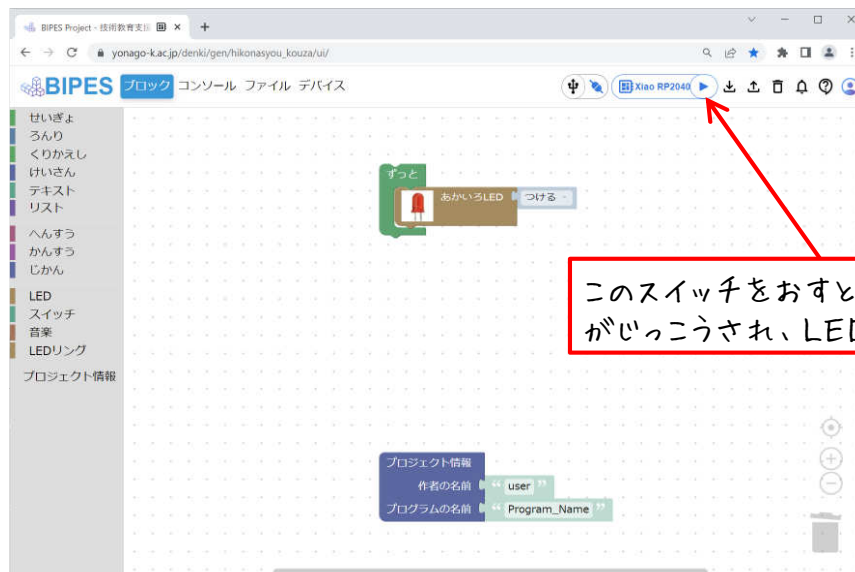 BIPES Project - 技術教育支援
yonago-k.ac.jp/denki/gen/hikonasyou_kouza/ui/
BIPES ブロック コンソール ファイル デバイス Xiao RP2040
せいぎょ
ろんり
くりかえし
けいさん
テキスト
リスト
へんすう
かんすう
じかん
LED
スイッチ
音楽
LEDリング
プロジェクト情報
ずっと
あかいろLED つける
このスイッチをおすと
がじっこうされ、LED
プロジェクト情報
作者の名前 “ user ”
プログラムの名前 “ Program_Name ”